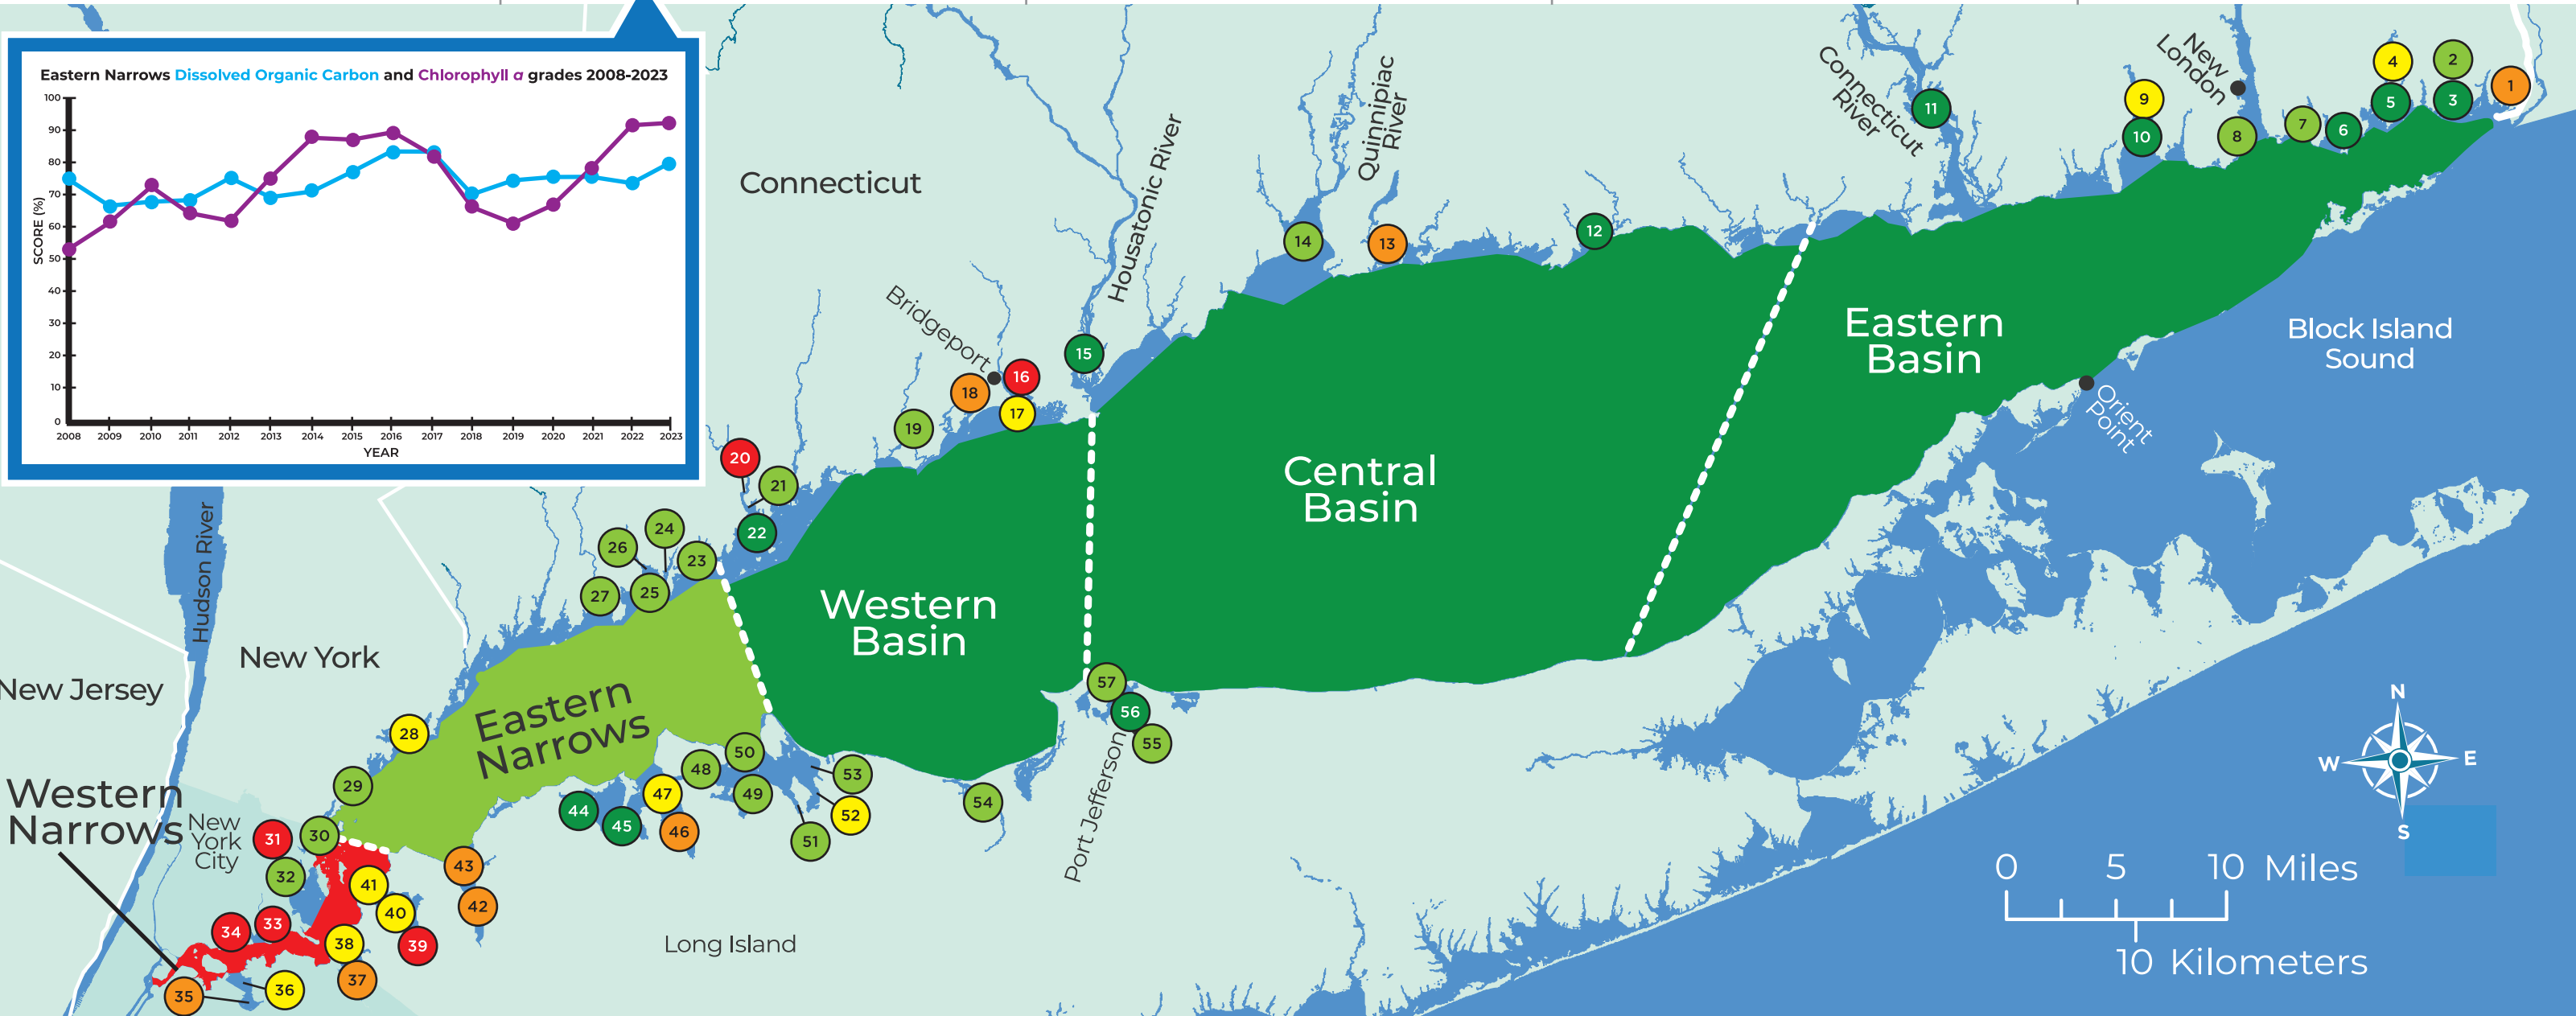 Eastern Narrows Dissolved Organic Carbon and Chlorophyll a grades 2008-2023
SCORE (%)
100
90
80
70
60
50
40
30
20
10
0
2008 2009 2010 2011 2012 2013 2014 2015 2016 2017 2018 2019 2020 2021 2022 2023
YEAR
Connecticut
Housatonic River
Quinnipiac
River
Connecticut
River
New
London
Bridgeport
Eastern
Basin
Block Island
Sound
Orient
Point
Central
Basin
Western
Basin
Hudson River
New York
New Jersey
Eastern
Narrows
Western
Narrows
New
York
City
Port Jefferson
Long Island
1
2
3
4
5
6
7
8
9
10
11
12
13
14
15
16
17
18
19
20
21
22
23
24
25
26
27
28
29
30
31
32
33
34
35
36
37
38
39
40
41
42
43
44
45
46
47
48
49
50
51
52
53
54
55
56
57
N
W E
S
0 5 10 Miles
10 Kilometers